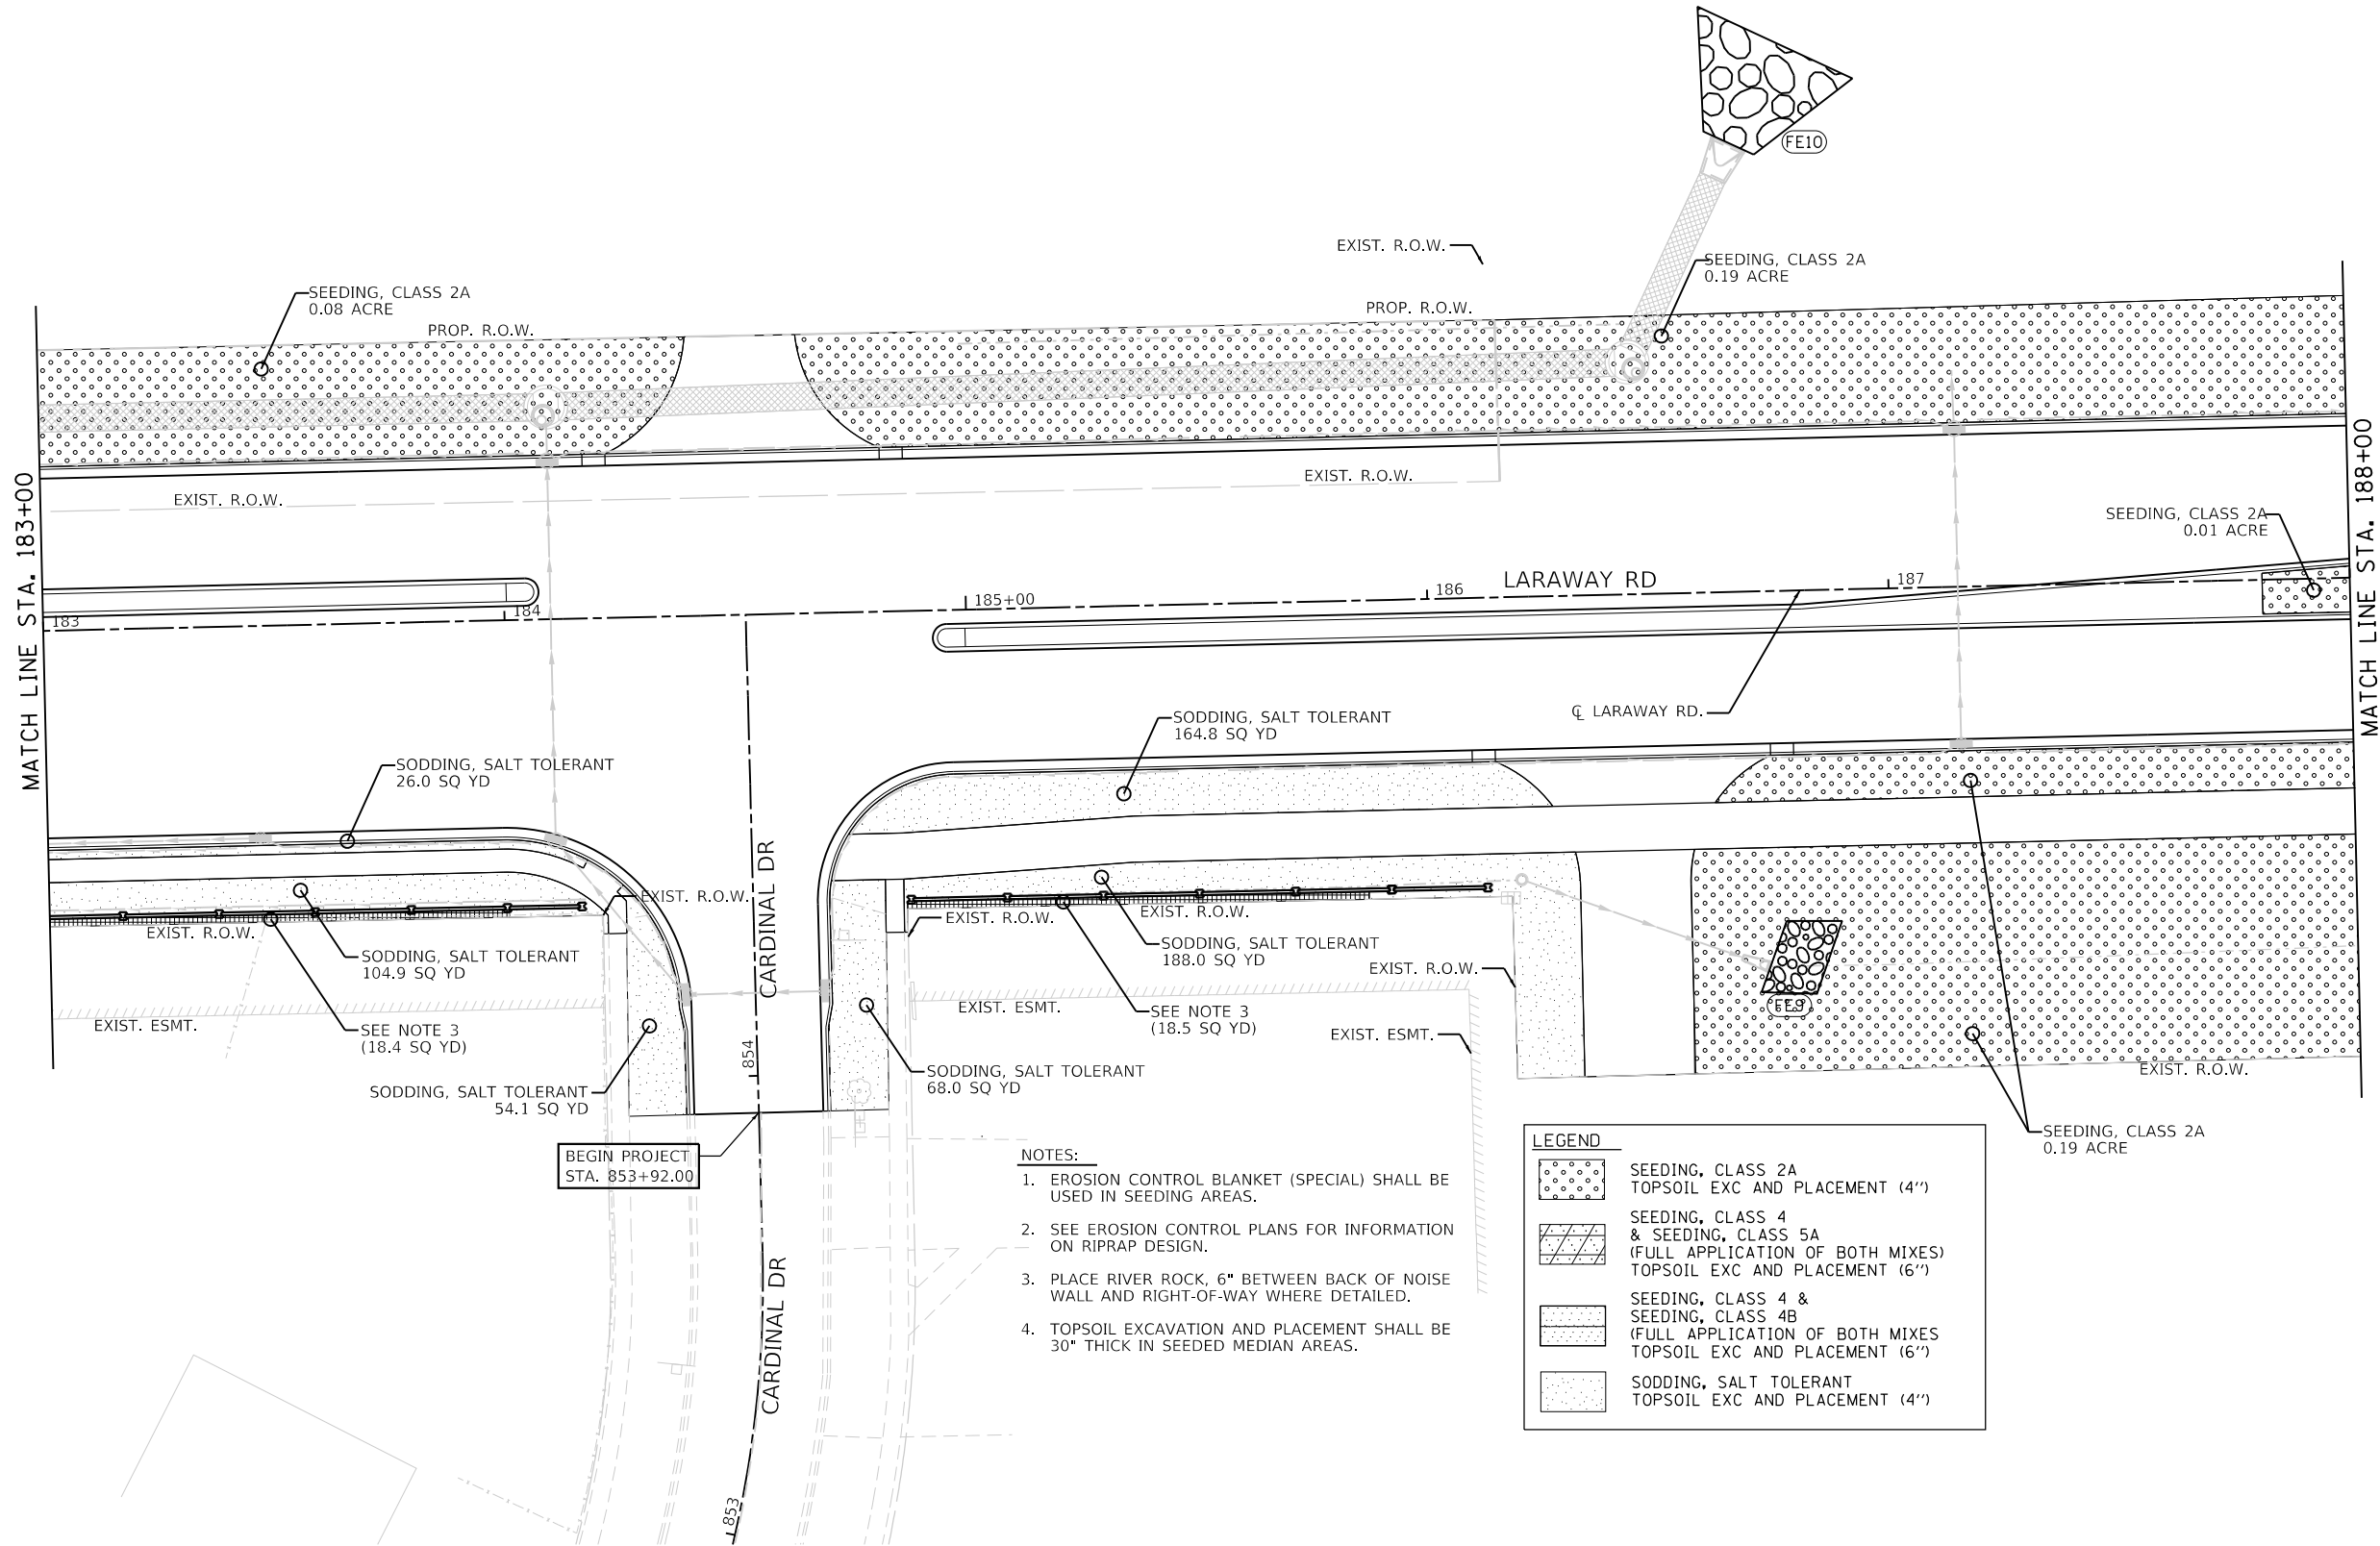 FE10
EXIST. R.O.W.
SEEDING, CLASS 2A
0.19 ACRE
SEEDING, CLASS 2A
0.08 ACRE
PROP. R.O.W.
PROP. R.O.W.
EXIST. R.O.W.
EXIST. R.O.W.
MATCH LINE STA. 183+00
MATCH LINE STA. 188+00
SEEDING, CLASS 2A
0.01 ACRE
LARAWAY RD
183
184
185+00
186
187
℄ LARAWAY RD.
SODDING, SALT TOLERANT
164.8 SQ YD
SODDING, SALT TOLERANT
26.0 SQ YD
CARDINAL DR
EXIST. R.O.W.
EXIST. R.O.W.
EXIST. R.O.W.
EXIST. R.O.W.
SODDING, SALT TOLERANT
104.9 SQ YD
SODDING, SALT TOLERANT
188.0 SQ YD
EXIST. R.O.W.
FE9
EXIST. ESMT.
SEE NOTE 3
(18.4 SQ YD)
EXIST. ESMT.
SEE NOTE 3
(18.5 SQ YD)
EXIST. ESMT.
854
SODDING, SALT TOLERANT
54.1 SQ YD
SODDING, SALT TOLERANT
68.0 SQ YD
EXIST. R.O.W.
SEEDING, CLASS 2A
0.19 ACRE
BEGIN PROJECT
STA. 853+92.00
CARDINAL DR
853
NOTES:
1. EROSION CONTROL BLANKET (SPECIAL) SHALL BE
USED IN SEEDING AREAS.
2. SEE EROSION CONTROL PLANS FOR INFORMATION
ON RIPRAP DESIGN.
3. PLACE RIVER ROCK, 6" BETWEEN BACK OF NOISE
WALL AND RIGHT-OF-WAY WHERE DETAILED.
4. TOPSOIL EXCAVATION AND PLACEMENT SHALL BE
30" THICK IN SEEDED MEDIAN AREAS.
LEGEND
SEEDING, CLASS 2A
TOPSOIL EXC AND PLACEMENT (4'')
SEEDING, CLASS 4
& SEEDING, CLASS 5A
(FULL APPLICATION OF BOTH MIXES)
TOPSOIL EXC AND PLACEMENT (6'')
SEEDING, CLASS 4 &
SEEDING, CLASS 4B
(FULL APPLICATION OF BOTH MIXES
TOPSOIL EXC AND PLACEMENT (6'')
SODDING, SALT TOLERANT
TOPSOIL EXC AND PLACEMENT (4'')